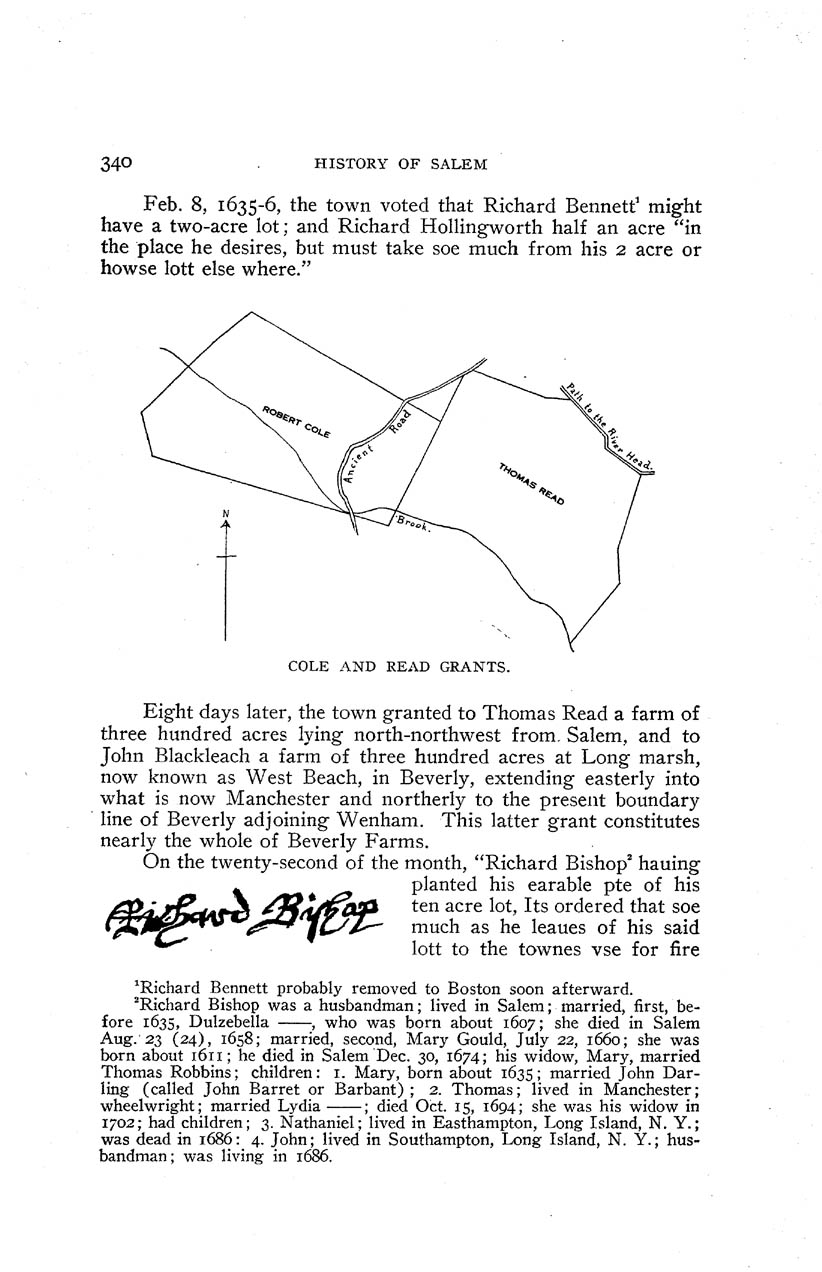 340 HISTORY OF SALEM
Feb. 8, 1635-6, the town voted that Richard Bennett¹ might
have a two-acre lot; and Richard Hollingworth half an acre “in
the place he desires, but must take soe much from his 2 acre or
howse lott else where.”
Path to the River Head.
ROBERT COLE
Ancient Road
THOMAS READ
N
Brook.
COLE AND READ GRANTS.
Eight days later, the town granted to Thomas Read a farm of
three hundred acres lying north-northwest from Salem, and to
John Blackleach a farm of three hundred acres at Long marsh,
now known as West Beach, in Beverly, extending easterly into
what is now Manchester and northerly to the present boundary
line of Beverly adjoining Wenham. This latter grant constitutes
nearly the whole of Beverly Farms.
On the twenty-second of the month, “Richard Bishop² hauing
planted his earable pte of his
ten acre lot, Its ordered that soe
much as he leaues of his said
lott to the townes vse for fire
Richard Bishop
¹Richard Bennett probably removed to Boston soon afterward.
²Richard Bishop was a husbandman; lived in Salem; married, first, be-
fore 1635, Dulzebella ——, who was born about 1607; she died in Salem
Aug. 23 (24), 1658; married, second, Mary Gould, July 22, 1660; she was
born about 1611; he died in Salem Dec. 30, 1674; his widow, Mary, married
Thomas Robbins; children: 1. Mary, born about 1635; married John Dar-
ling (called John Barret or Barbant); 2. Thomas; lived in Manchester;
wheelwright; married Lydia ——; died Oct. 15, 1694; she was his widow in
1702; had children; 3. Nathaniel; lived in Easthampton, Long Island, N. Y.;
was dead in 1686: 4. John; lived in Southampton, Long Island, N. Y.; hus-
bandman; was living in 1686.